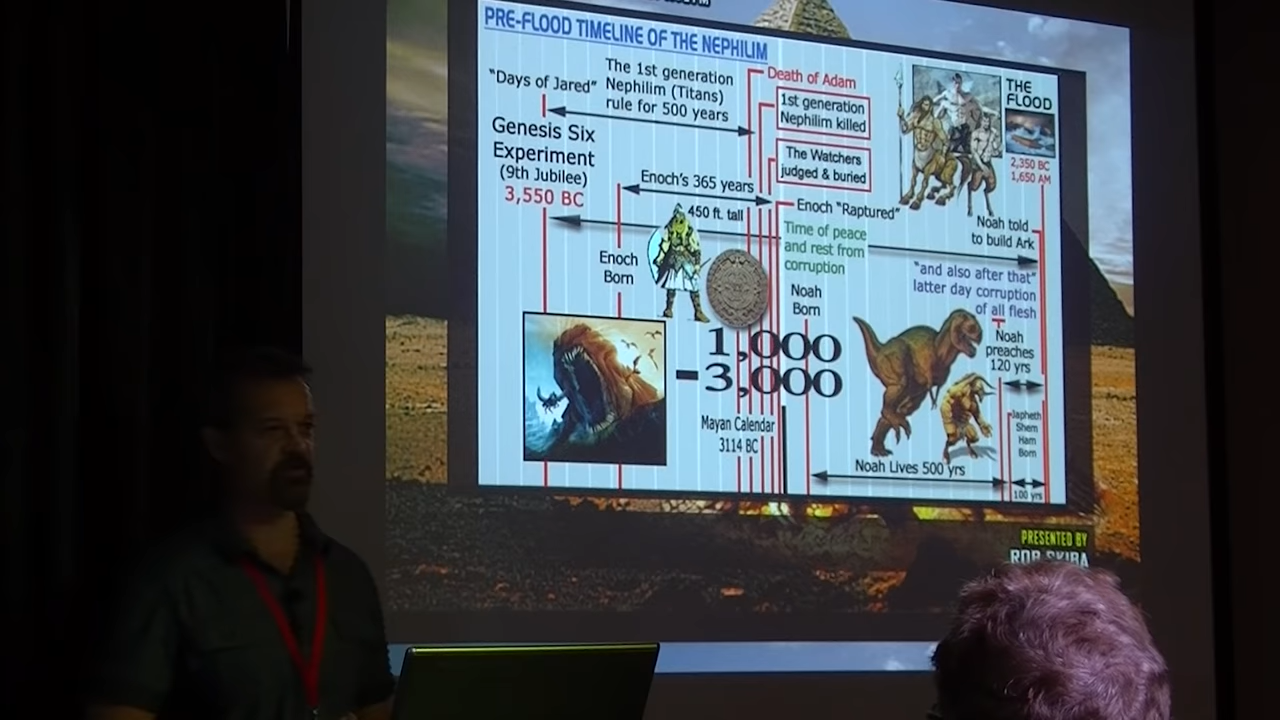 PRE-FLOOD TIMELINE OF THE NEPHILIM
"Days of Jared"
The 1st generation
Nephilim (Titans)
rule for 500 years
Death of Adam
1st generation
Nephilim killed
THE
FLOOD
2,350 BC
1,650 AM
Genesis Six
Experiment
(9th Jubilee)
3,550 BC
The Watchers
judged & buried
Enoch's 365 years
450 ft. tall
Enoch "Raptured"
Time of peace
and rest from
corruption
Noah told
to build Ark
Enoch
Born
Noah
Born
"and also after that"
latter day corruption
of all flesh
Noah
preaches
120 yrs
1,000
-3,000
Mayan Calendar
3114 BC
Japheth
Shem
Ham
Born
Noah Lives 500 yrs
100 yrs
PRESENTED BY
ROB SKIBA